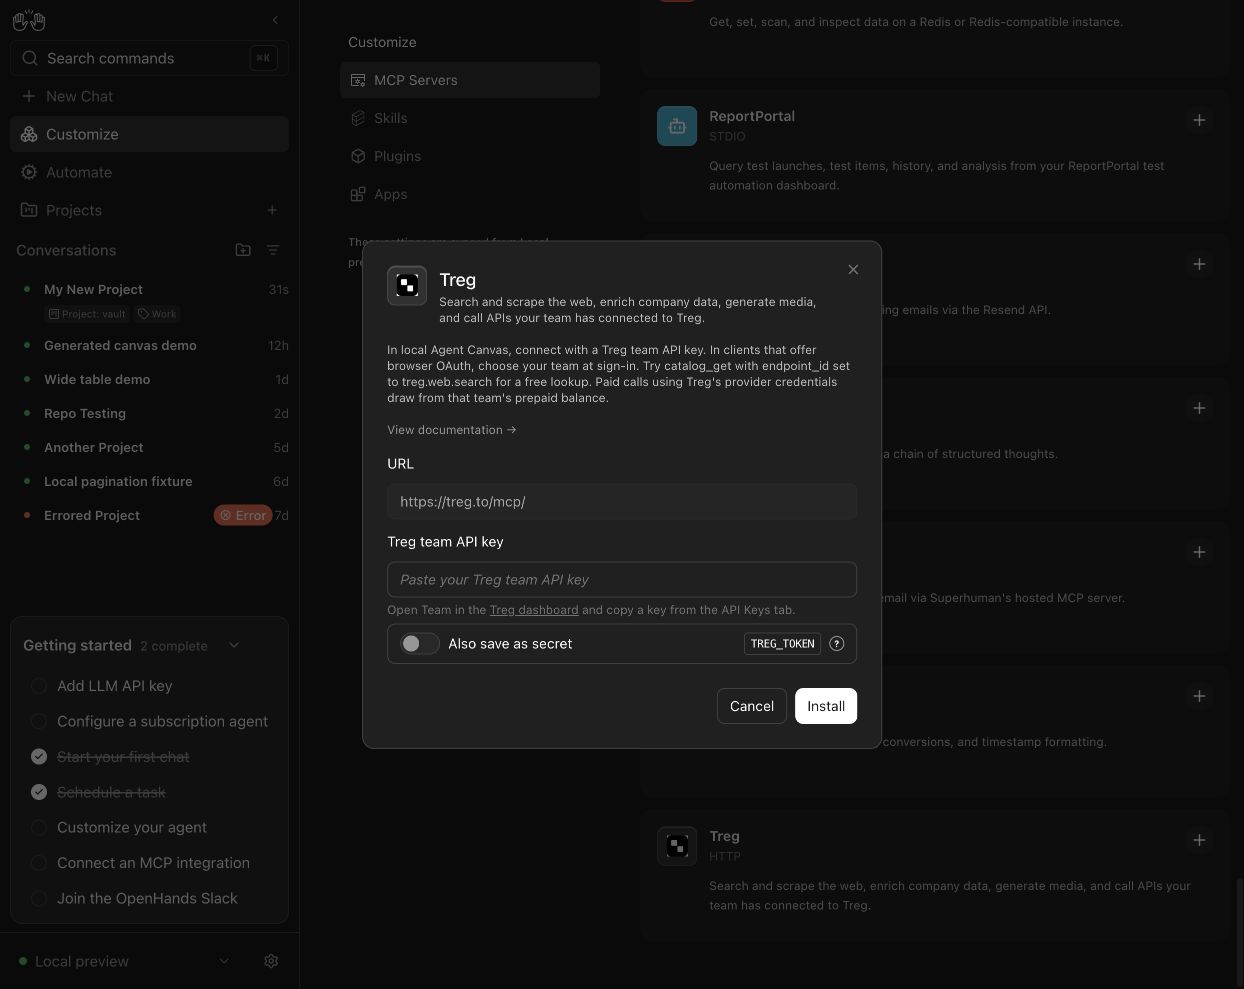 Search commands
⌘K
New Chat
Customize
Automate
Projects
Conversations
My New Project
31s
Project: vault
Work
Generated canvas demo
12h
Wide table demo
1d
Repo Testing
2d
Another Project
5d
Local pagination fixture
6d
Errored Project
Error
7d
Getting started
2 complete
Add LLM API key
Configure a subscription agent
Start your first chat
Schedule a task
Customize your agent
Connect an MCP integration
Join the OpenHands Slack
Local preview
Customize
MCP Servers
Skills
Plugins
Apps
Get, set, scan, and inspect data on a Redis or Redis-compatible instance.
ReportPortal
STDIO
Query test launches, test items, history, and analysis from your ReportPortal test
automation dashboard.
emails via the Resend API.
a chain of structured thoughts.
via Superhuman's hosted MCP server.
conversions, and timestamp formatting.
Treg
HTTP
Search and scrape the web, enrich company data, generate media, and call APIs your
team has connected to Treg.
Treg
Search and scrape the web, enrich company data, generate media,
and call APIs your team has connected to Treg.
In local Agent Canvas, connect with a Treg team API key. In clients that offer
browser OAuth, choose your team at sign-in. Try catalog_get with endpoint_id set
to treg.web.search for a free lookup. Paid calls using Treg's provider credentials
draw from that team's prepaid balance.
View documentation →
URL
https://treg.to/mcp/
Treg team API key
Paste your Treg team API key
Open Team in the Treg dashboard and copy a key from the API Keys tab.
Also save as secret
TREG_TOKEN
?
Cancel
Install